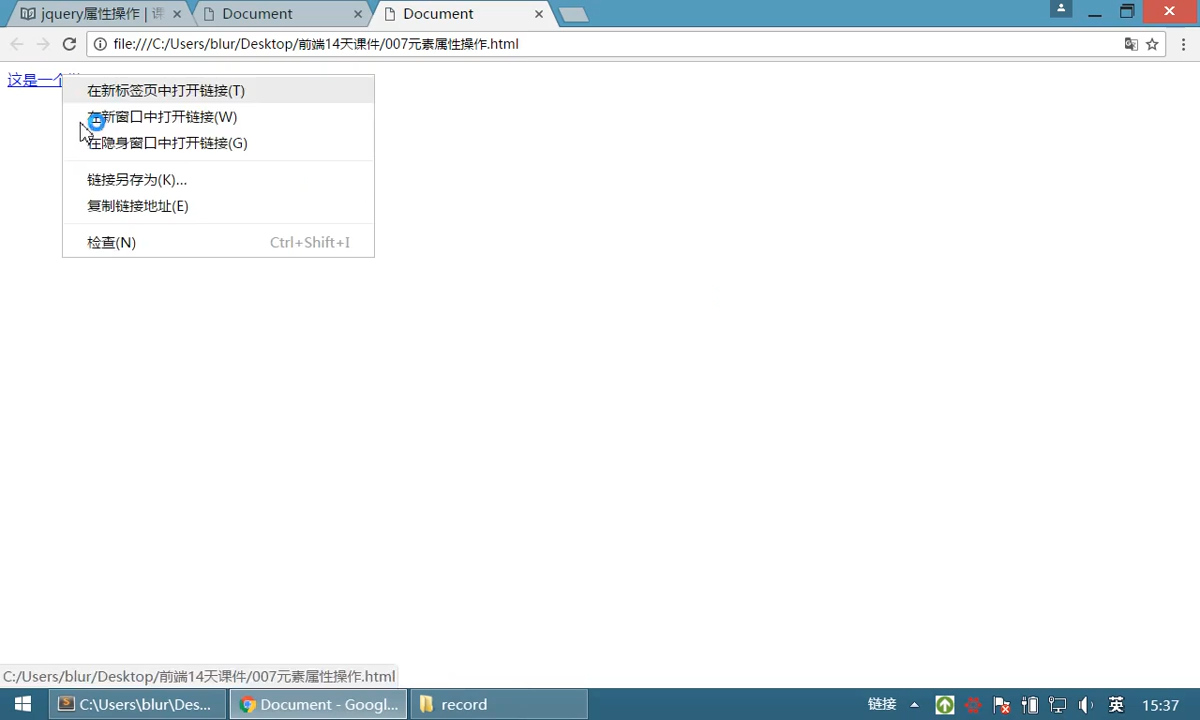 jquery属性操作 |
Document
Document
file:///C:/Users/blur/Desktop/前端14天课件/007元素属性操作.html
这是一个
在新标签页中打开链接(T)
在新窗口中打开链接(W)
在隐身窗口中打开链接(G)
链接另存为(K)...
复制链接地址(E)
检查(N) Ctrl+Shift+I
C:/Users/blur/Desktop/前端14天课件/007元素属性操作.html
C:\Users\blur\Des...
Document - Googl...
record
链接
英
15:37